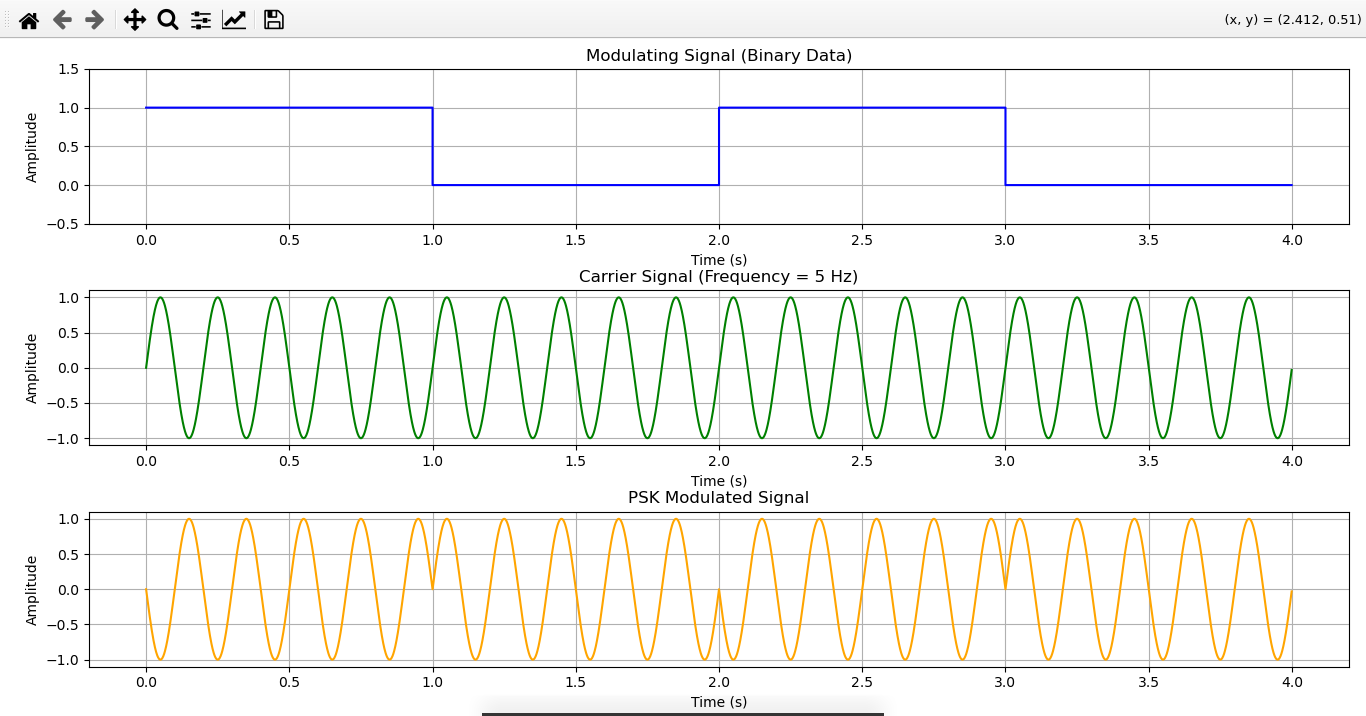 (x, y) = (2.412, 0.51)
Modulating Signal (Binary Data)
1.5
1.0
0.5
0.0
−0.5
Amplitude
0.0 0.5 1.0 1.5 2.0 2.5 3.0 3.5 4.0
Time (s)
Carrier Signal (Frequency = 5 Hz)
1.0
0.5
0.0
−0.5
−1.0
Amplitude
0.0 0.5 1.0 1.5 2.0 2.5 3.0 3.5 4.0
Time (s)
PSK Modulated Signal
1.0
0.5
0.0
−0.5
−1.0
Amplitude
0.0 0.5 1.0 1.5 2.0 2.5 3.0 3.5 4.0
Time (s)